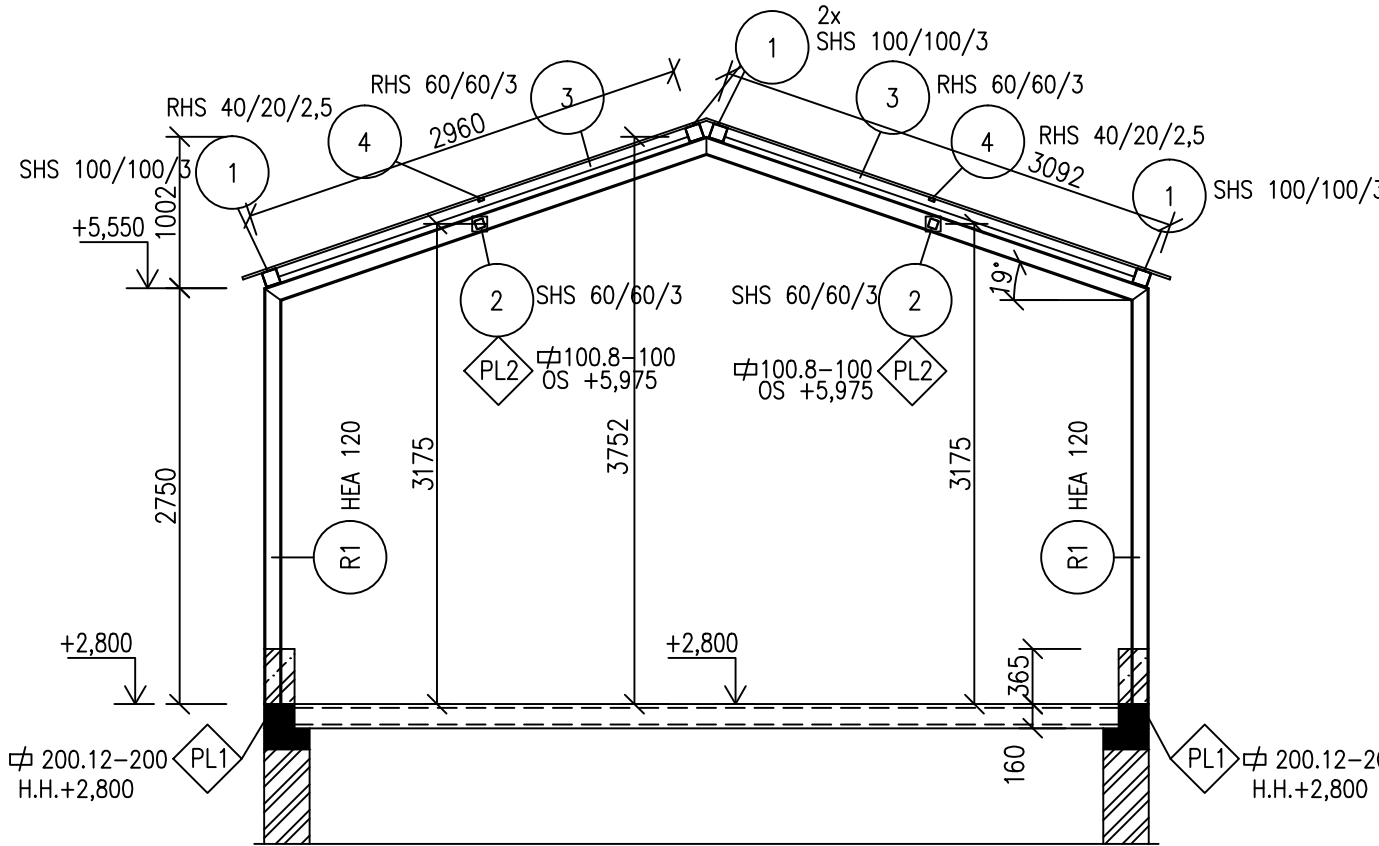 2x
1
SHS 100/100/3
RHS 60/60/3
3
3
RHS 60/60/3
RHS 40/20/2,5
4
2960
4
RHS 40/20/2,5
3092
SHS 100/100/3
1
1
SHS 100/100/3
1002
+5,550
19°
2
SHS 60/60/3
SHS 60/60/3
2
PL2
100.8-100
OS +5,975
100.8-100
OS +5,975
PL2
2750
HEA 120
R1
3175
3752
3175
HEA 120
R1
+2,800
+2,800
365
160
200.12-200
H.H.+2,800
PL1
PL1
200.12-20
H.H.+2,800